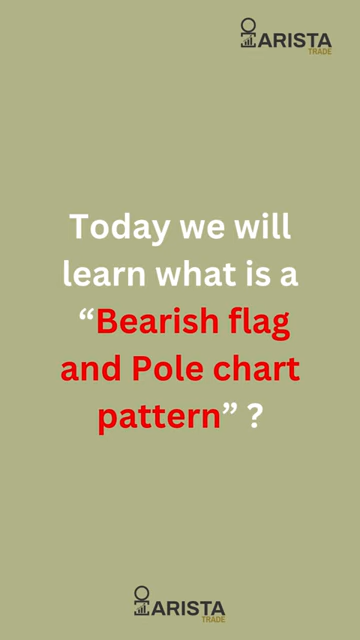 ARISTA
TRADE
Today we will
learn what is a
“Bearish flag
and Pole chart
pattern” ?
ARISTA
TRADE